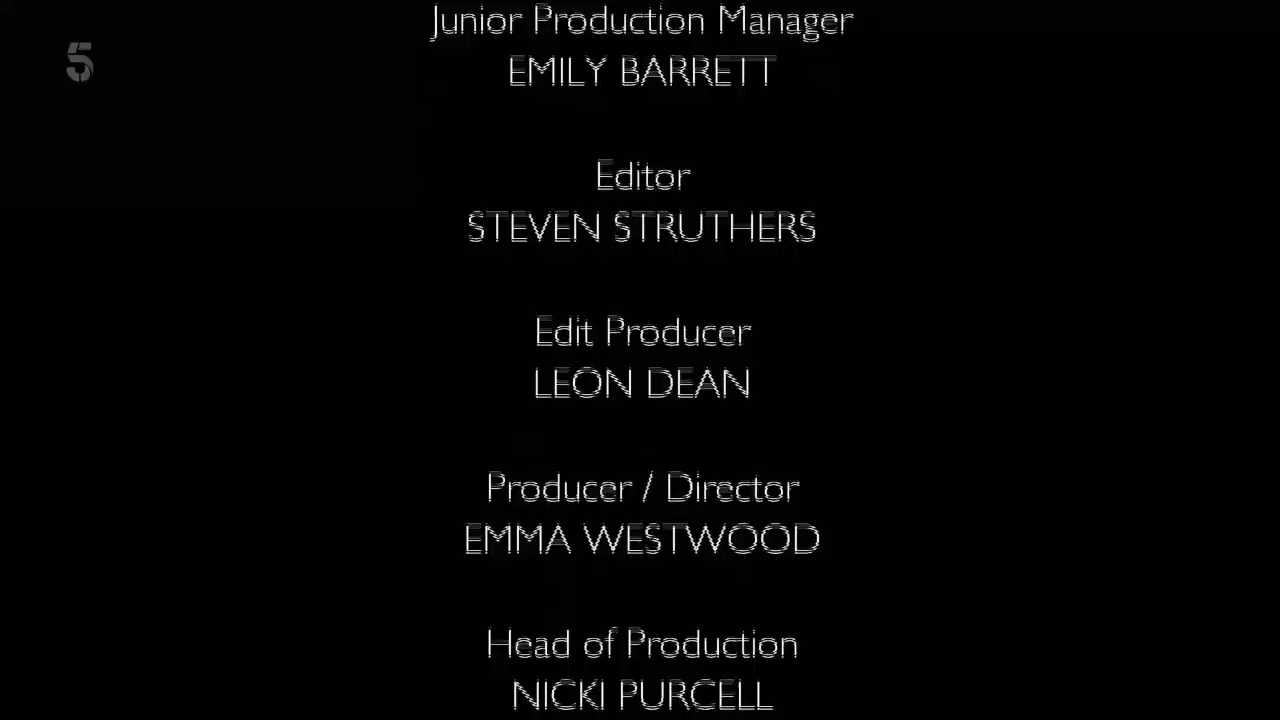 Junior Production Manager
5
EMILY BARRETT
Editor
STEVEN STRUTHERS
Edit Producer
LEON DEAN
Producer / Director
EMMA WESTWOOD
Head of Production
NICKI PURCELL